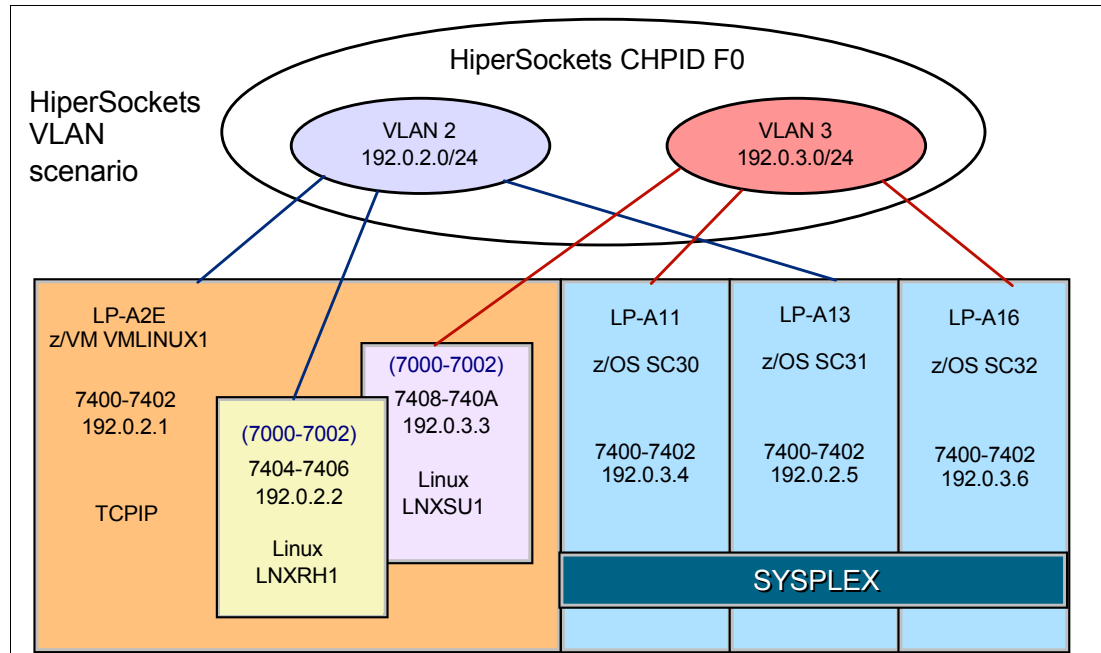 HiperSockets CHPID F0
HiperSockets
VLAN
scenario
VLAN 2
192.0.2.0/24
VLAN 3
192.0.3.0/24
LP-A2E
z/VM VMLINUX1
7400-7402
192.0.2.1
TCPIP
(7000-7002)
7404-7406
192.0.2.2
Linux
LNXRH1
(7000-7002)
7408-740A
192.0.3.3
Linux
LNXSU1
LP-A11
z/OS SC30
7400-7402
192.0.3.4
LP-A13
z/OS SC31
7400-7402
192.0.2.5
LP-A16
z/OS SC32
7400-7402
192.0.3.6
SYSPLEX